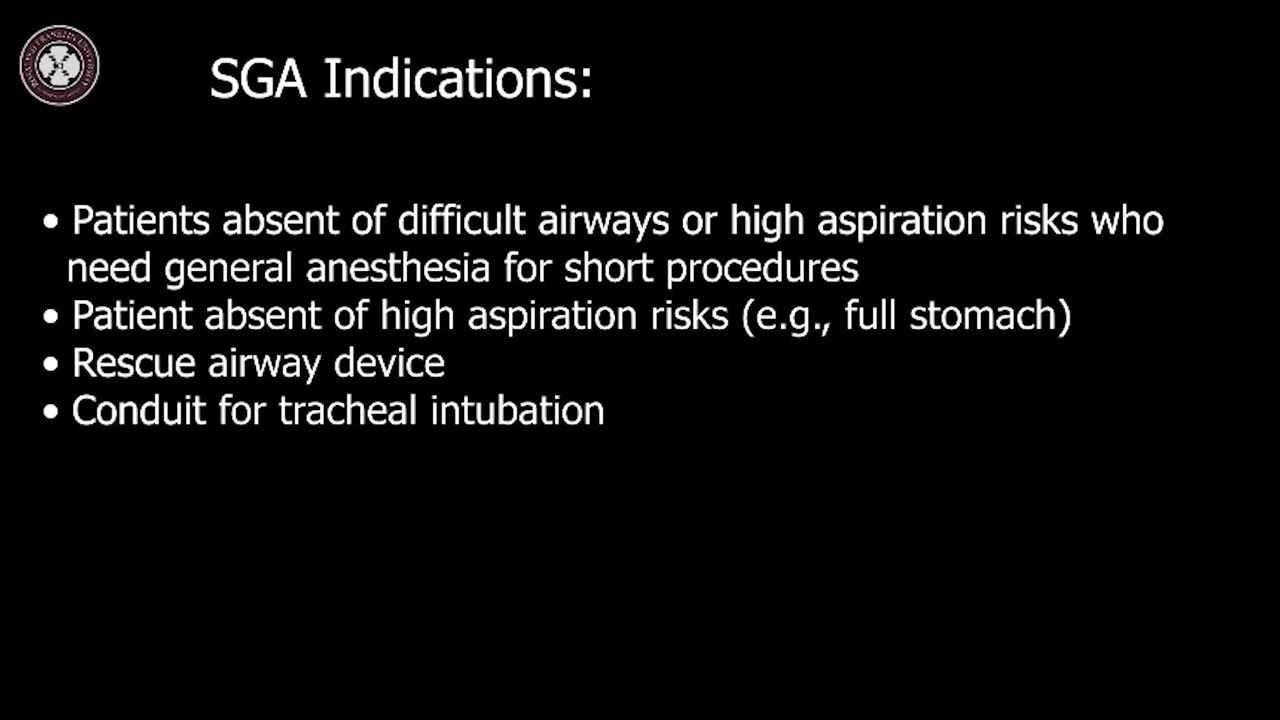 SGA Indications:
• Patients absent of difficult airways or high aspiration risks who
need general anesthesia for short procedures
• Patient absent of high aspiration risks (e.g., full stomach)
• Rescue airway device
• Conduit for tracheal intubation